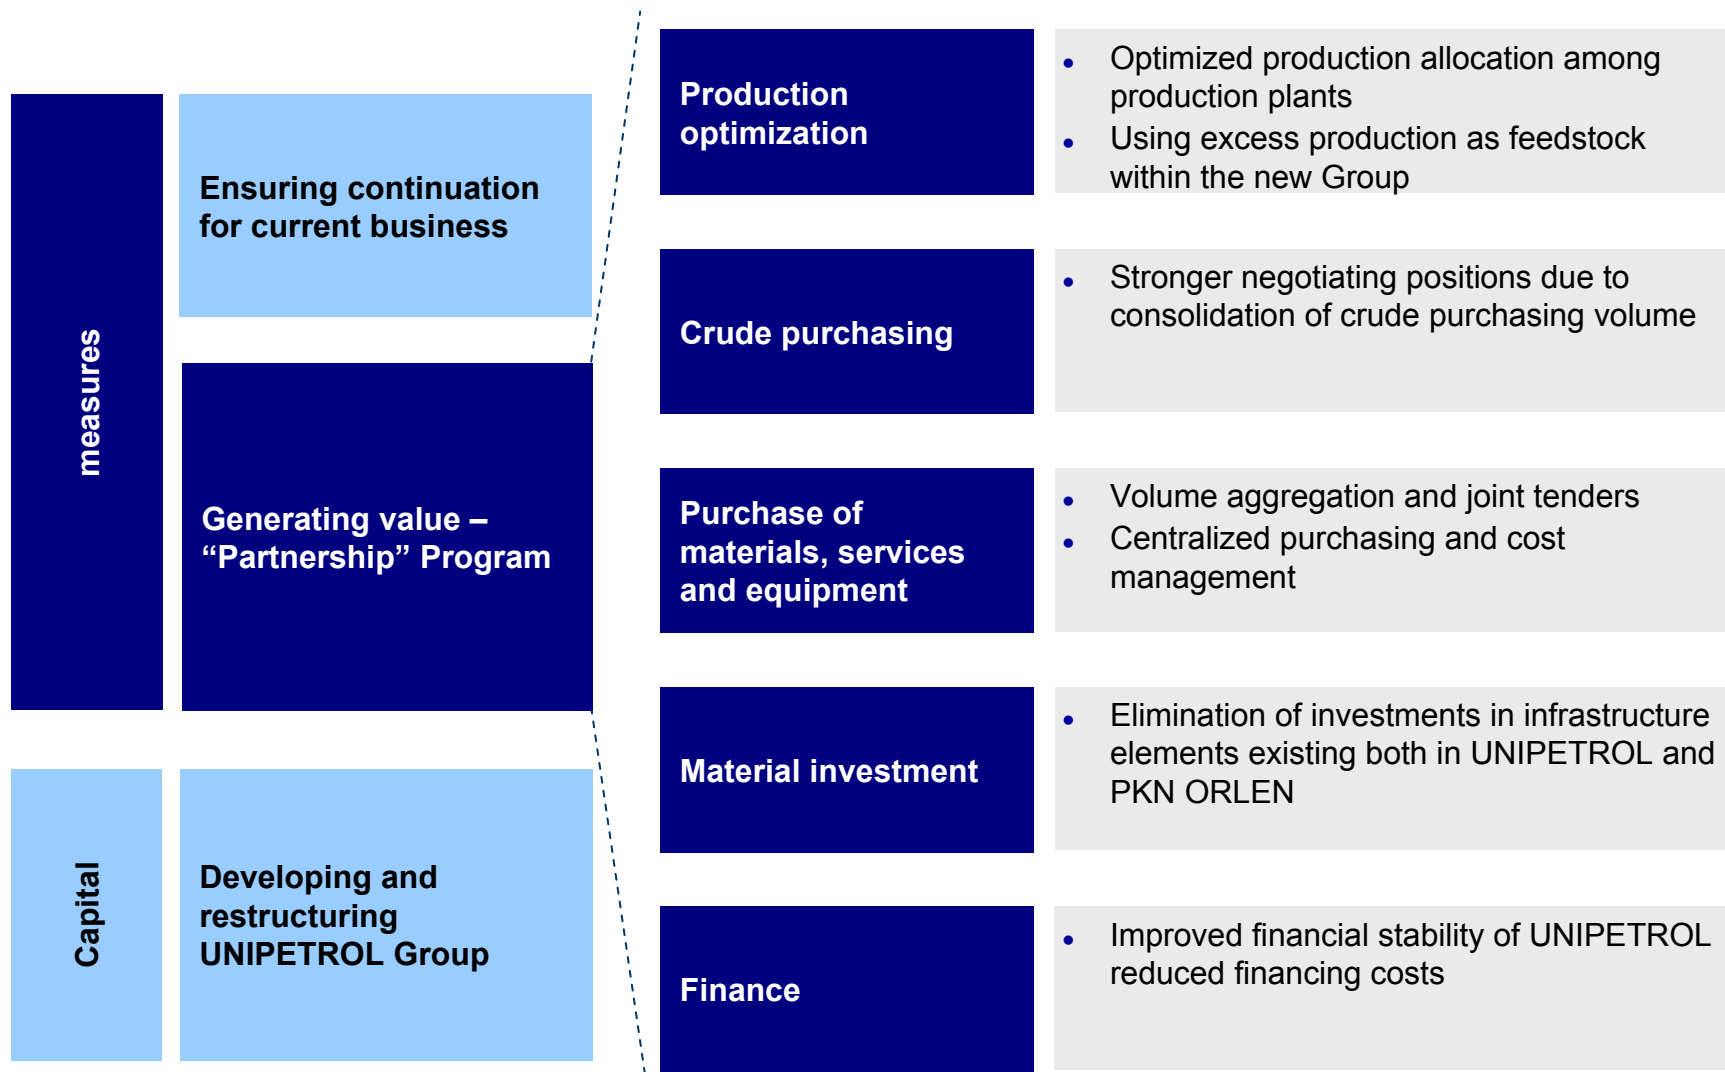 measures
Ensuring continuation
for current business
Generating value –
“Partnership” Program
Capital
Developing and
restructuring
UNIPETROL Group
Production
optimization
• Optimized production allocation among
production plants
• Using excess production as feedstock
within the new Group
Crude purchasing
• Stronger negotiating positions due to
consolidation of crude purchasing volume
Purchase of
materials, services
and equipment
• Volume aggregation and joint tenders
• Centralized purchasing and cost
management
Material investment
• Elimination of investments in infrastructure
elements existing both in UNIPETROL and
PKN ORLEN
Finance
• Improved financial stability of UNIPETROL
reduced financing costs